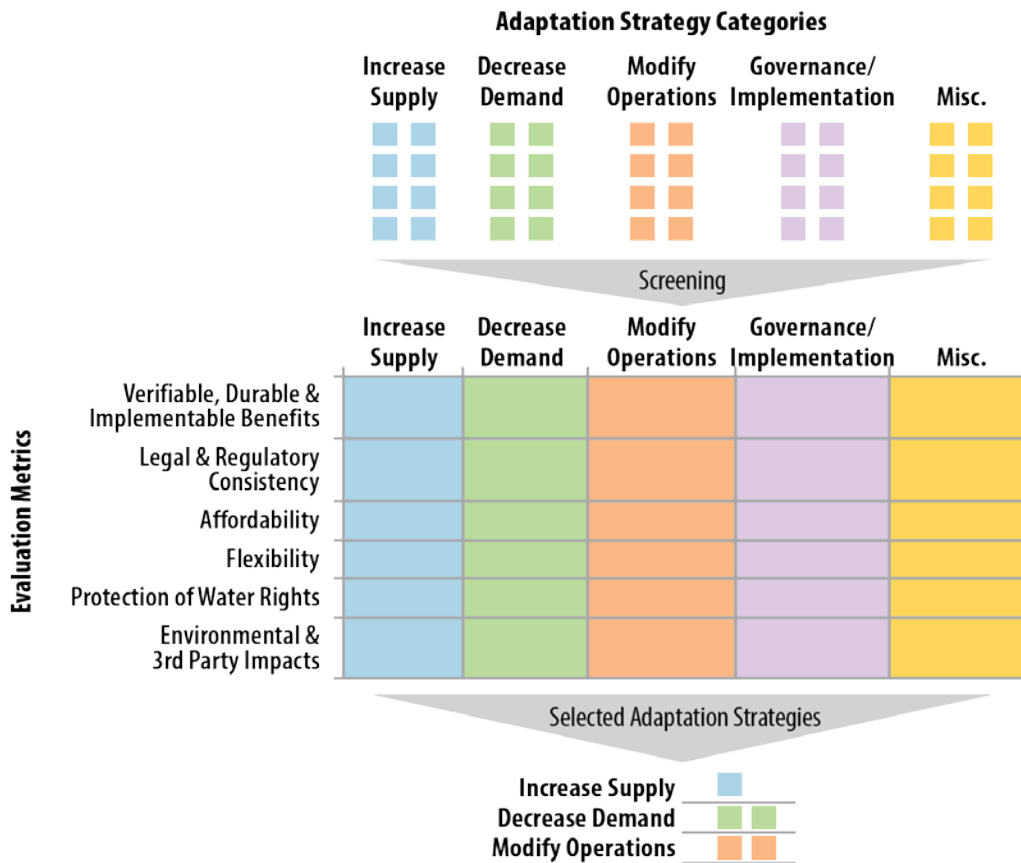 Adaptation Strategy Categories
Increase Supply
Decrease Demand
Modify Operations
Governance/ Implementation
Misc.
Screening
Increase Supply
Decrease Demand
Modify Operations
Governance/ Implementation
Misc.
Evaluation Metrics
Verifiable, Durable &
Implementable Benefits
Legal & Regulatory
Consistency
Affordability
Flexibility
Protection of Water Rights
Environmental &
3rd Party Impacts
Selected Adaptation Strategies
Increase Supply
Decrease Demand
Modify Operations